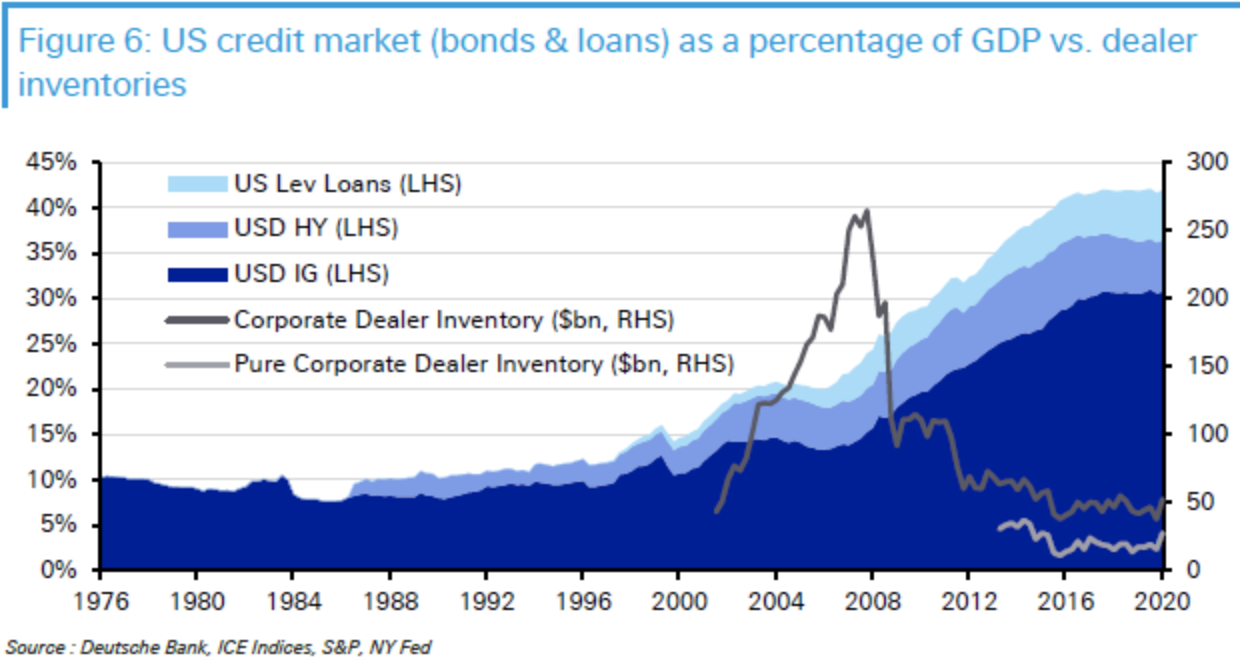 Figure 6: US credit market (bonds & loans) as a percentage of GDP vs. dealer
inventories
45%
40%
35%
30%
25%
20%
15%
10%
5%
0%
US Lev Loans (LHS)
USD HY (LHS)
USD IG (LHS)
Corporate Dealer Inventory ($bn, RHS)
Pure Corporate Dealer Inventory ($bn, RHS)
300
250
200
150
100
50
0
1976 1980 1984 1988 1992 1996 2000 2004 2008 2012 2016 2020
Source : Deutsche Bank, ICE Indices, S&P, NY Fed